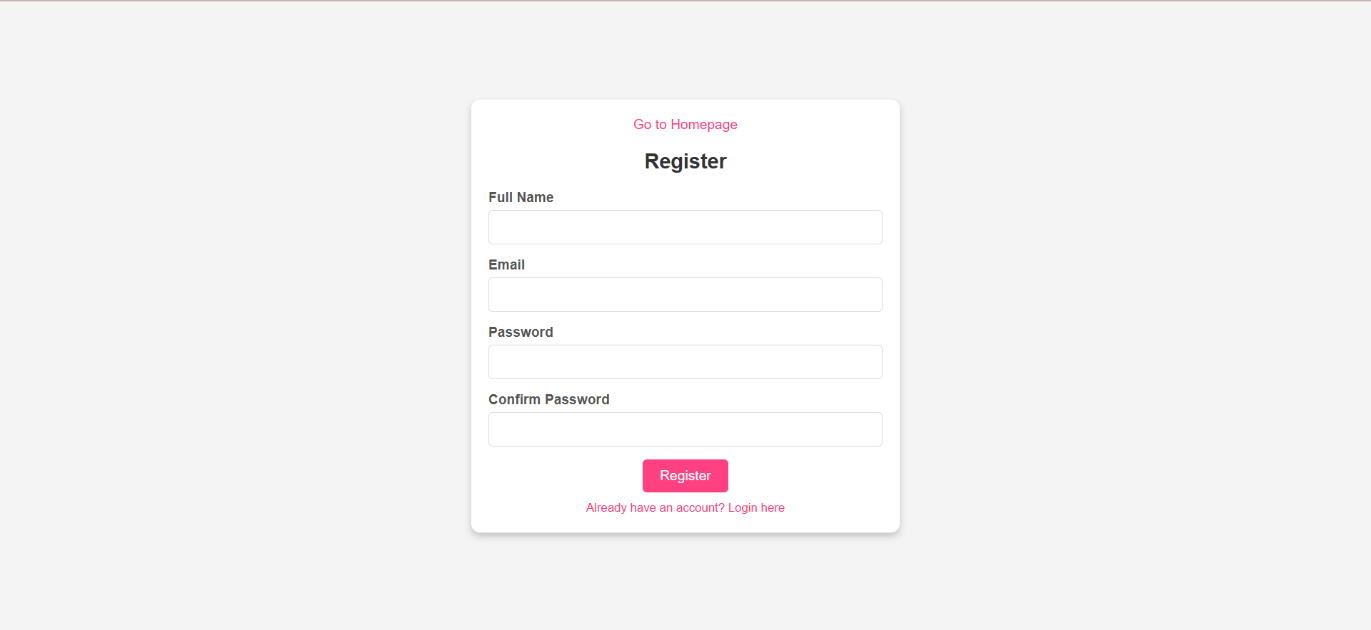 Go to Homepage
Register
Full Name
Email
Password
Confirm Password
Register
Already have an account? Login here